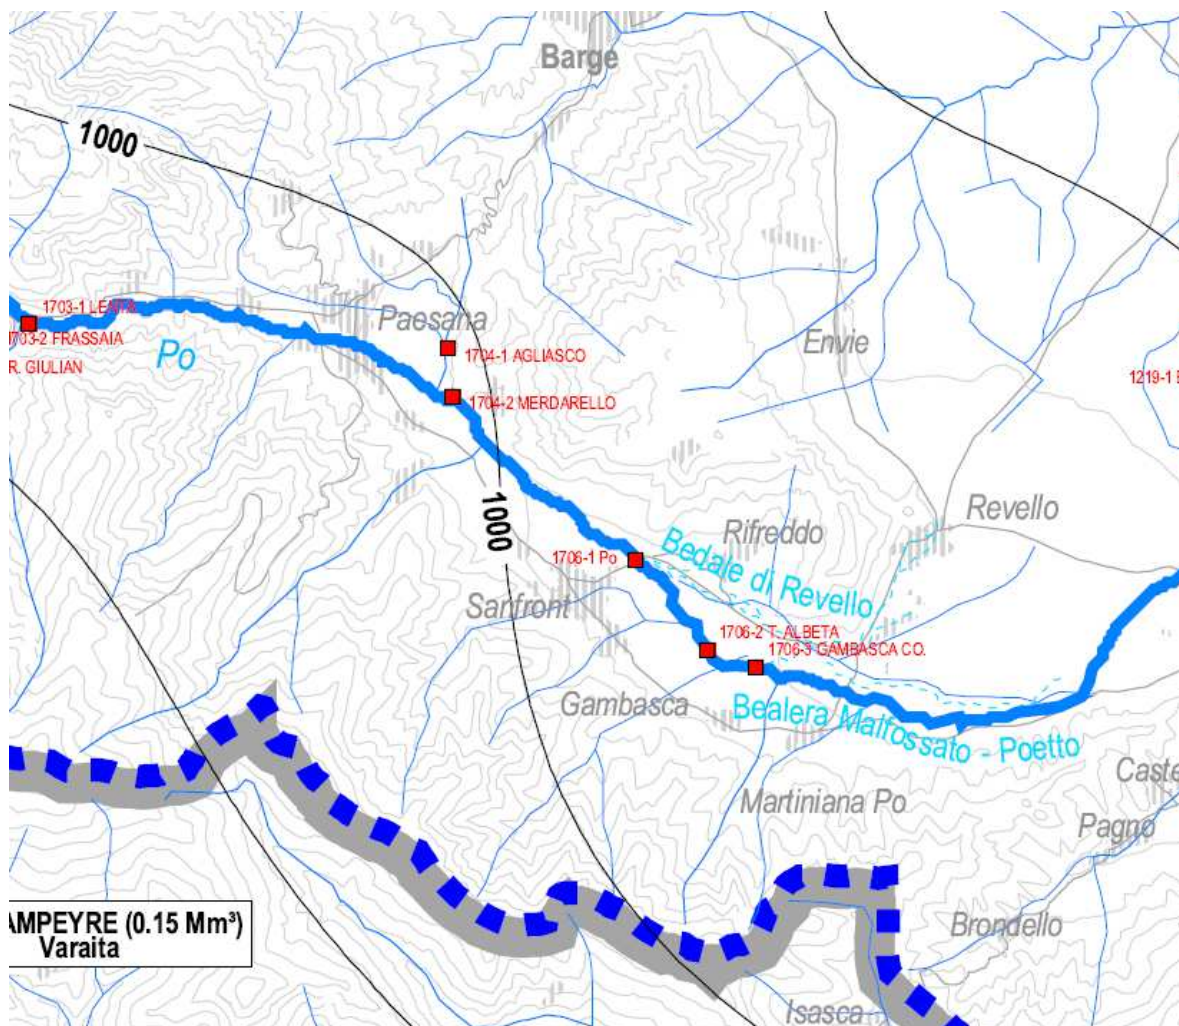 Barge
1000
1703-1 LENTA
1703-2 FRASSAIA
R. GIULIAN
Po
Paesana
1704-1 AGLIASCO
1704-2 MERDARELLO
Envie
1219-1
1000
Revello
Rifreddo
Bedale di Revello
1706-1 Po
Sanfront
1706-2 T. ALBETA
1706-3 GAMBASCA CO.
Gambasca
Bealera Malfossato - Poetto
Martiniana Po
Caste
Pagno
AMPEYRE (0.15 Mm³)
Varaita
Brondello
Isasca